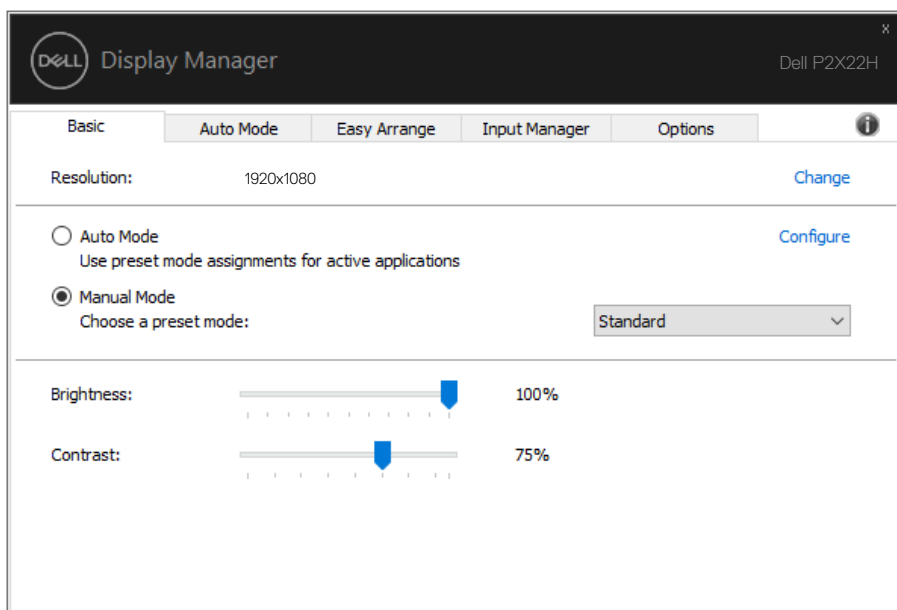 DELL Display Manager
x
Dell P2X22H
Basic Auto Mode Easy Arrange Input Manager Options i
Resolution: 1920x1080 Change
Auto Mode Configure
Use preset mode assignments for active applications
Manual Mode
Choose a preset mode: Standard
Brightness: 100%
Contrast: 75%